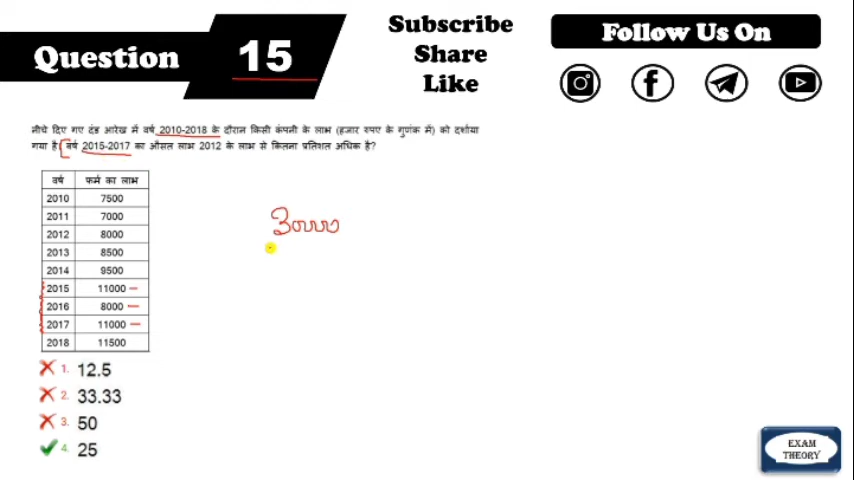 Question 15
Subscribe
Share
Like
Follow Us On
नीचे दिए गए दंड आरेख में वर्ष 2010-2018 के दौरान किसी कंपनी के लाभ (हजार रुपए के गुणांक में) को दर्शाया
गया है। वर्ष 2015-2017 का औसत लाभ 2012 के लाभ से कितना प्रतिशत अधिक है?
वर्ष फर्म का लाभ
2010 7500
2011 7000
2012 8000
2013 8500
2014 9500
2015 11000
2016 8000
2017 11000
2018 11500
30000
1. 12.5
2. 33.33
3. 50
4. 25
EXAM
THEORY